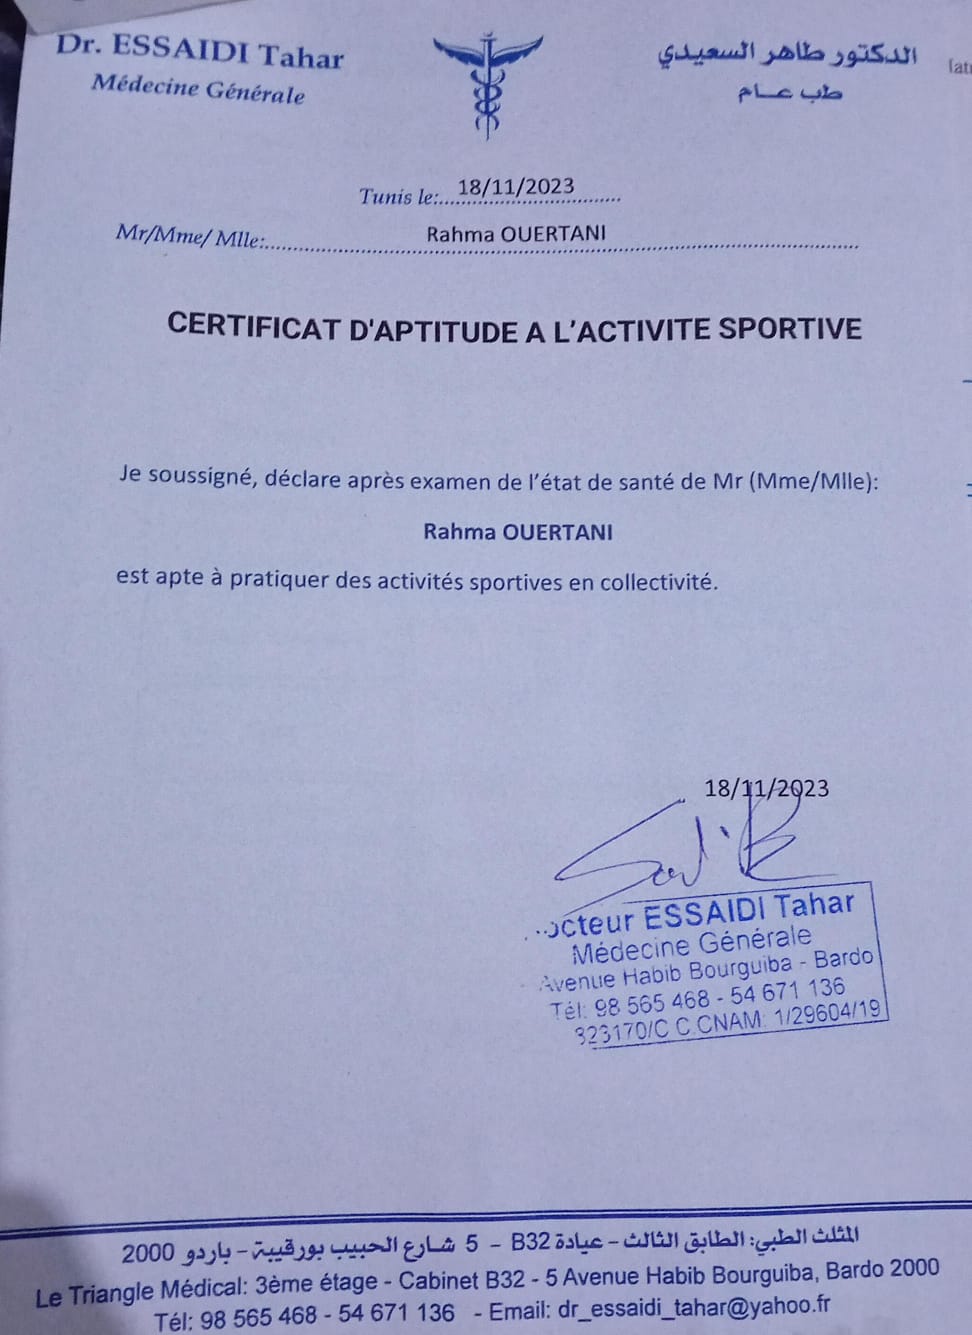 Dr. ESSAIDI Tahar
Médecine Générale
الدكتور طاهر السعيدي
طب عـــام
Tunis le:..... 18/11/2023
Mr/Mme/ Mlle:..... Rahma OUERTANI
CERTIFICAT D'APTITUDE A L’ACTIVITE SPORTIVE
Je soussigné, déclare après examen de l’état de santé de Mr (Mme/Mlle):
Rahma OUERTANI
est apte à pratiquer des activités sportives en collectivité.
18/11/2023
octeur ESSAIDI Tahar
Médecine Générale
Avenue Habib Bourguiba - Bardo
Tél: 98 565 468 - 54 671 136
323170/C C.CNAM: 1/29604/19
المثلث الطبي: الطابق الثالث - عيادة B32 - 5 شارع الحبيب بورقيبة - باردو 2000
Le Triangle Médical: 3ème étage - Cabinet B32 - 5 Avenue Habib Bourguiba, Bardo 2000
Tél: 98 565 468 - 54 671 136 - Email: dr_essaidi_tahar@yahoo.fr